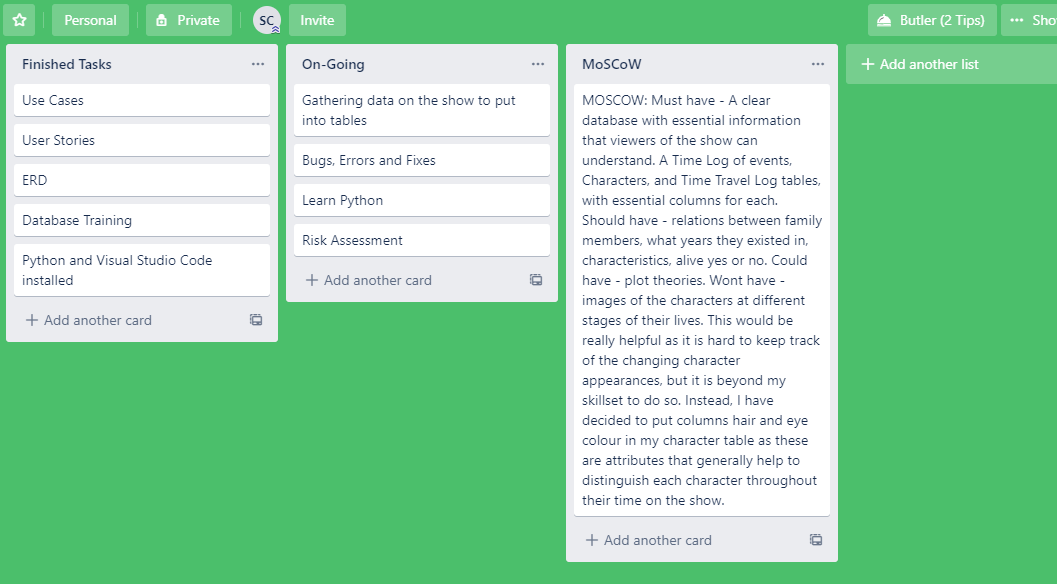 Personal
Private
SC
Invite
Butler (2 Tips)
Sho
Finished Tasks
Use Cases
User Stories
ERD
Database Training
Python and Visual Studio Code
installed
+ Add another card
On-Going
Gathering data on the show to put
into tables
Bugs, Errors and Fixes
Learn Python
Risk Assessment
+ Add another card
MoSCoW
MOSCOW: Must have - A clear
database with essential information
that viewers of the show can
understand. A Time Log of events,
Characters, and Time Travel Log tables,
with essential columns for each.
Should have - relations between family
members, what years they existed in,
characteristics, alive yes or no. Could
have - plot theories. Wont have -
images of the characters at different
stages of their lives. This would be
really helpful as it is hard to keep track
of the changing character
appearances, but it is beyond my
skillset to do so. Instead, I have
decided to put columns hair and eye
colour in my character table as these
are attributes that generally help to
distinguish each character throughout
their time on the show.
+ Add another card
+ Add another list